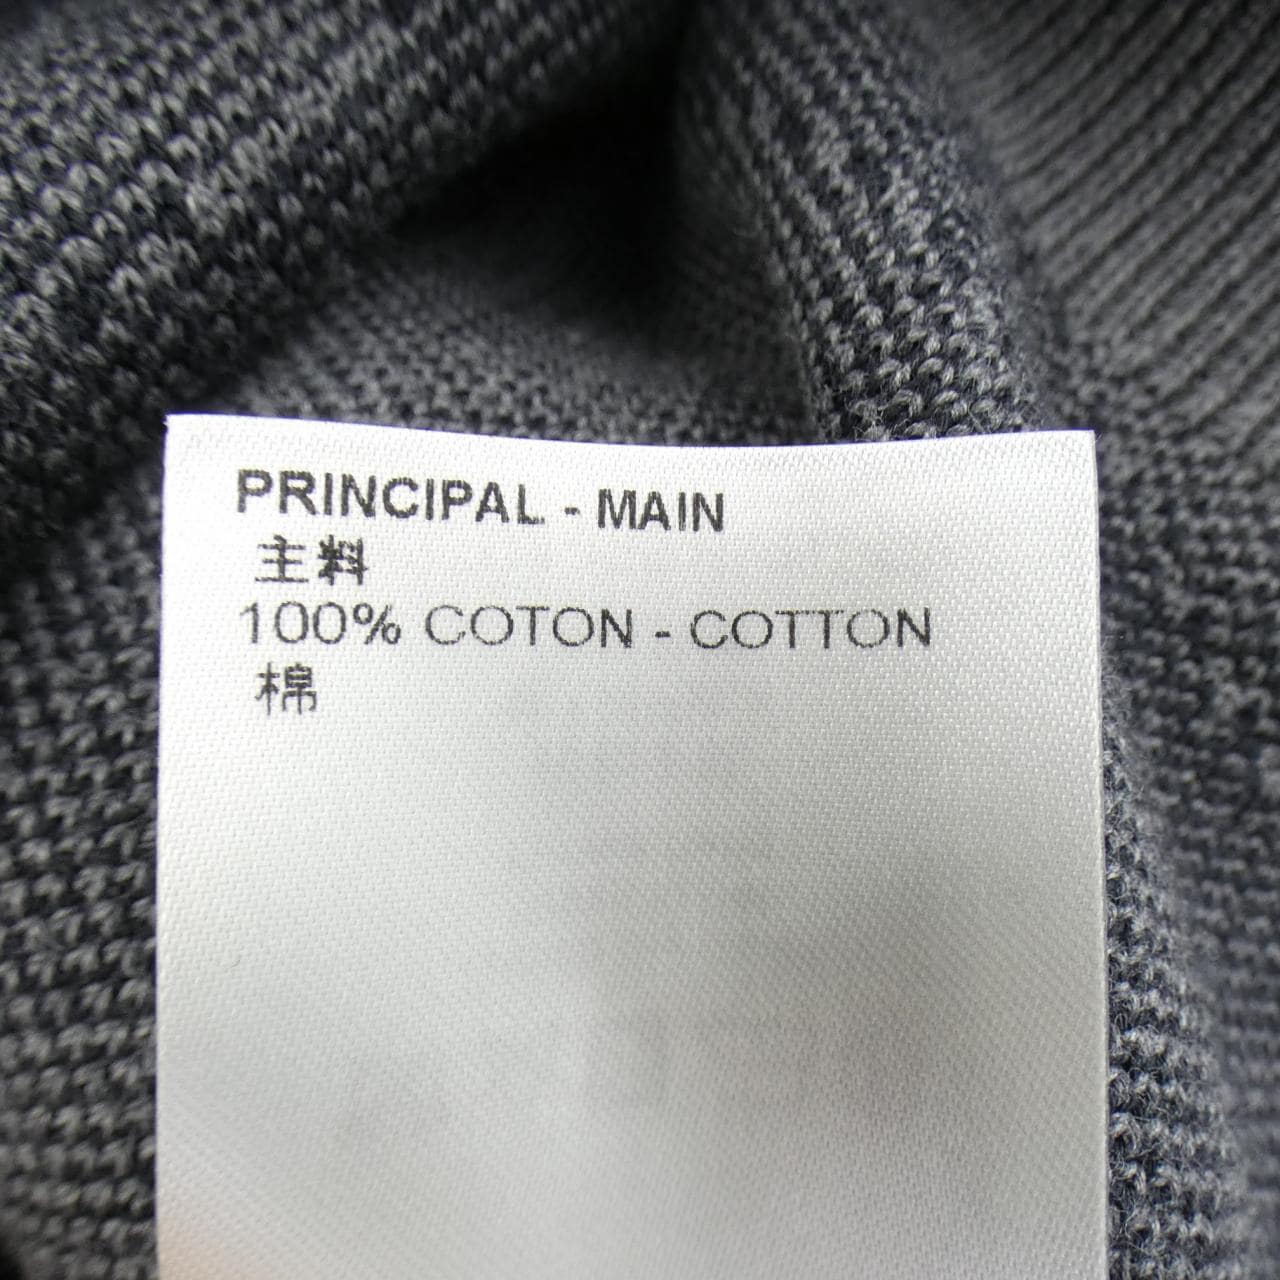 PRINCIPAL - MAIN
主料
100% COTON - COTTON
棉